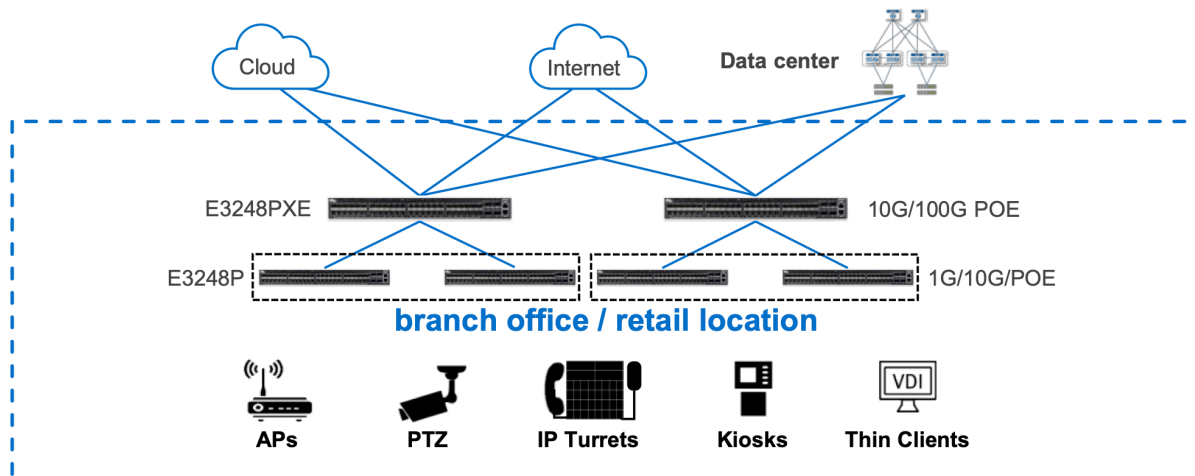 Cloud
Internet
Data center
E3248PXE
10G/100G POE
E3248P
1G/10G/POE
branch office / retail location
VDI
APs
PTZ
IP Turrets
Kiosks
Thin Clients